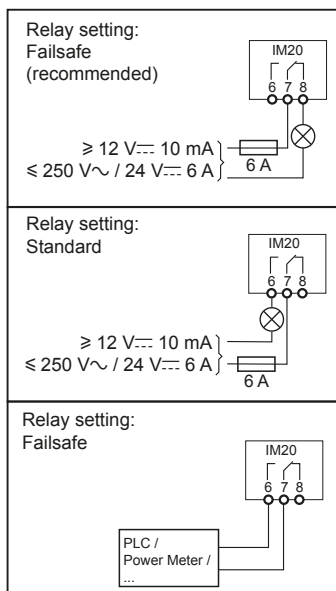 Relay setting:
Failsafe
(recommended)
IM20
6 7 8
≥ 12 V⎓ 10 mA
≤ 250 V∿ / 24 V⎓ 6 A
6 A
Relay setting:
Standard
IM20
6 7 8
≥ 12 V⎓ 10 mA
≤ 250 V∿ / 24 V⎓ 6 A
6 A
Relay setting:
Failsafe
IM20
6 7 8
PLC /
Power Meter /
...